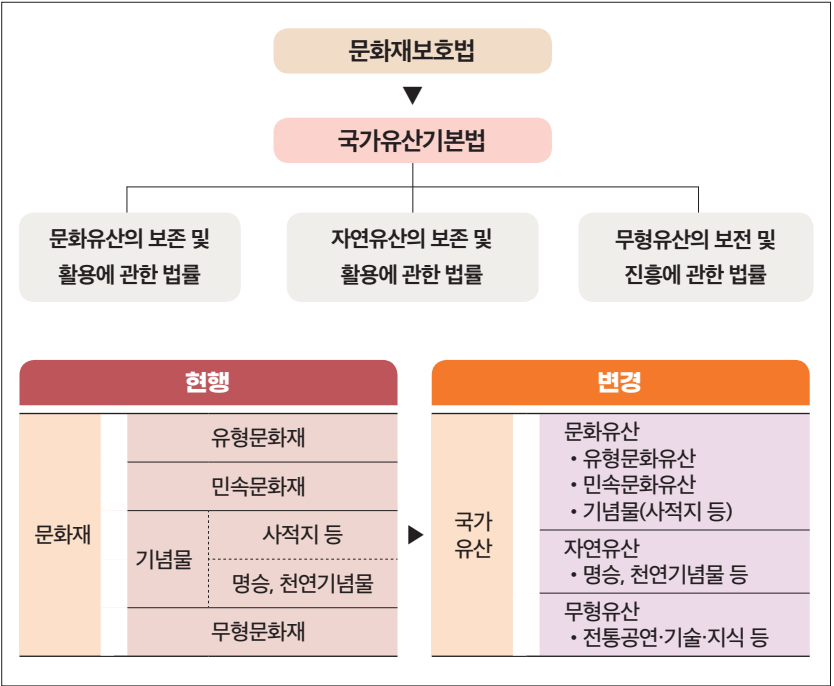 문화재보호법
▼
국가유산기본법
문화유산의 보존 및
활용에 관한 법률
자연유산의 보존 및
활용에 관한 법률
무형유산의 보전 및
진흥에 관한 법률
현행
문화재
유형문화재
민속문화재
기념물
사적지 등
명승, 천연기념물
무형문화재
▶
변경
국가
유산
문화유산
• 유형문화유산
• 민속문화유산
• 기념물(사적지 등)
자연유산
• 명승, 천연기념물 등
무형유산
• 전통공연·기술·지식 등